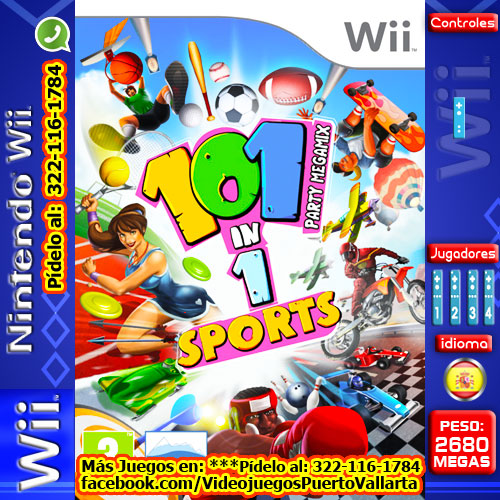 Nintendo Wii
Pídelo al: 322-116-1784
Wii
Wii
101
IN
1
PARTY MEGAMIX
SPORTS
3
Controles
Wii
Jugadores
1 2 3 4
idioma
PESO:
2680
MEGAS
Más Juegos en: ***Pídelo al: 322-116-1784
facebook.com/VideojuegosPuertoVallarta